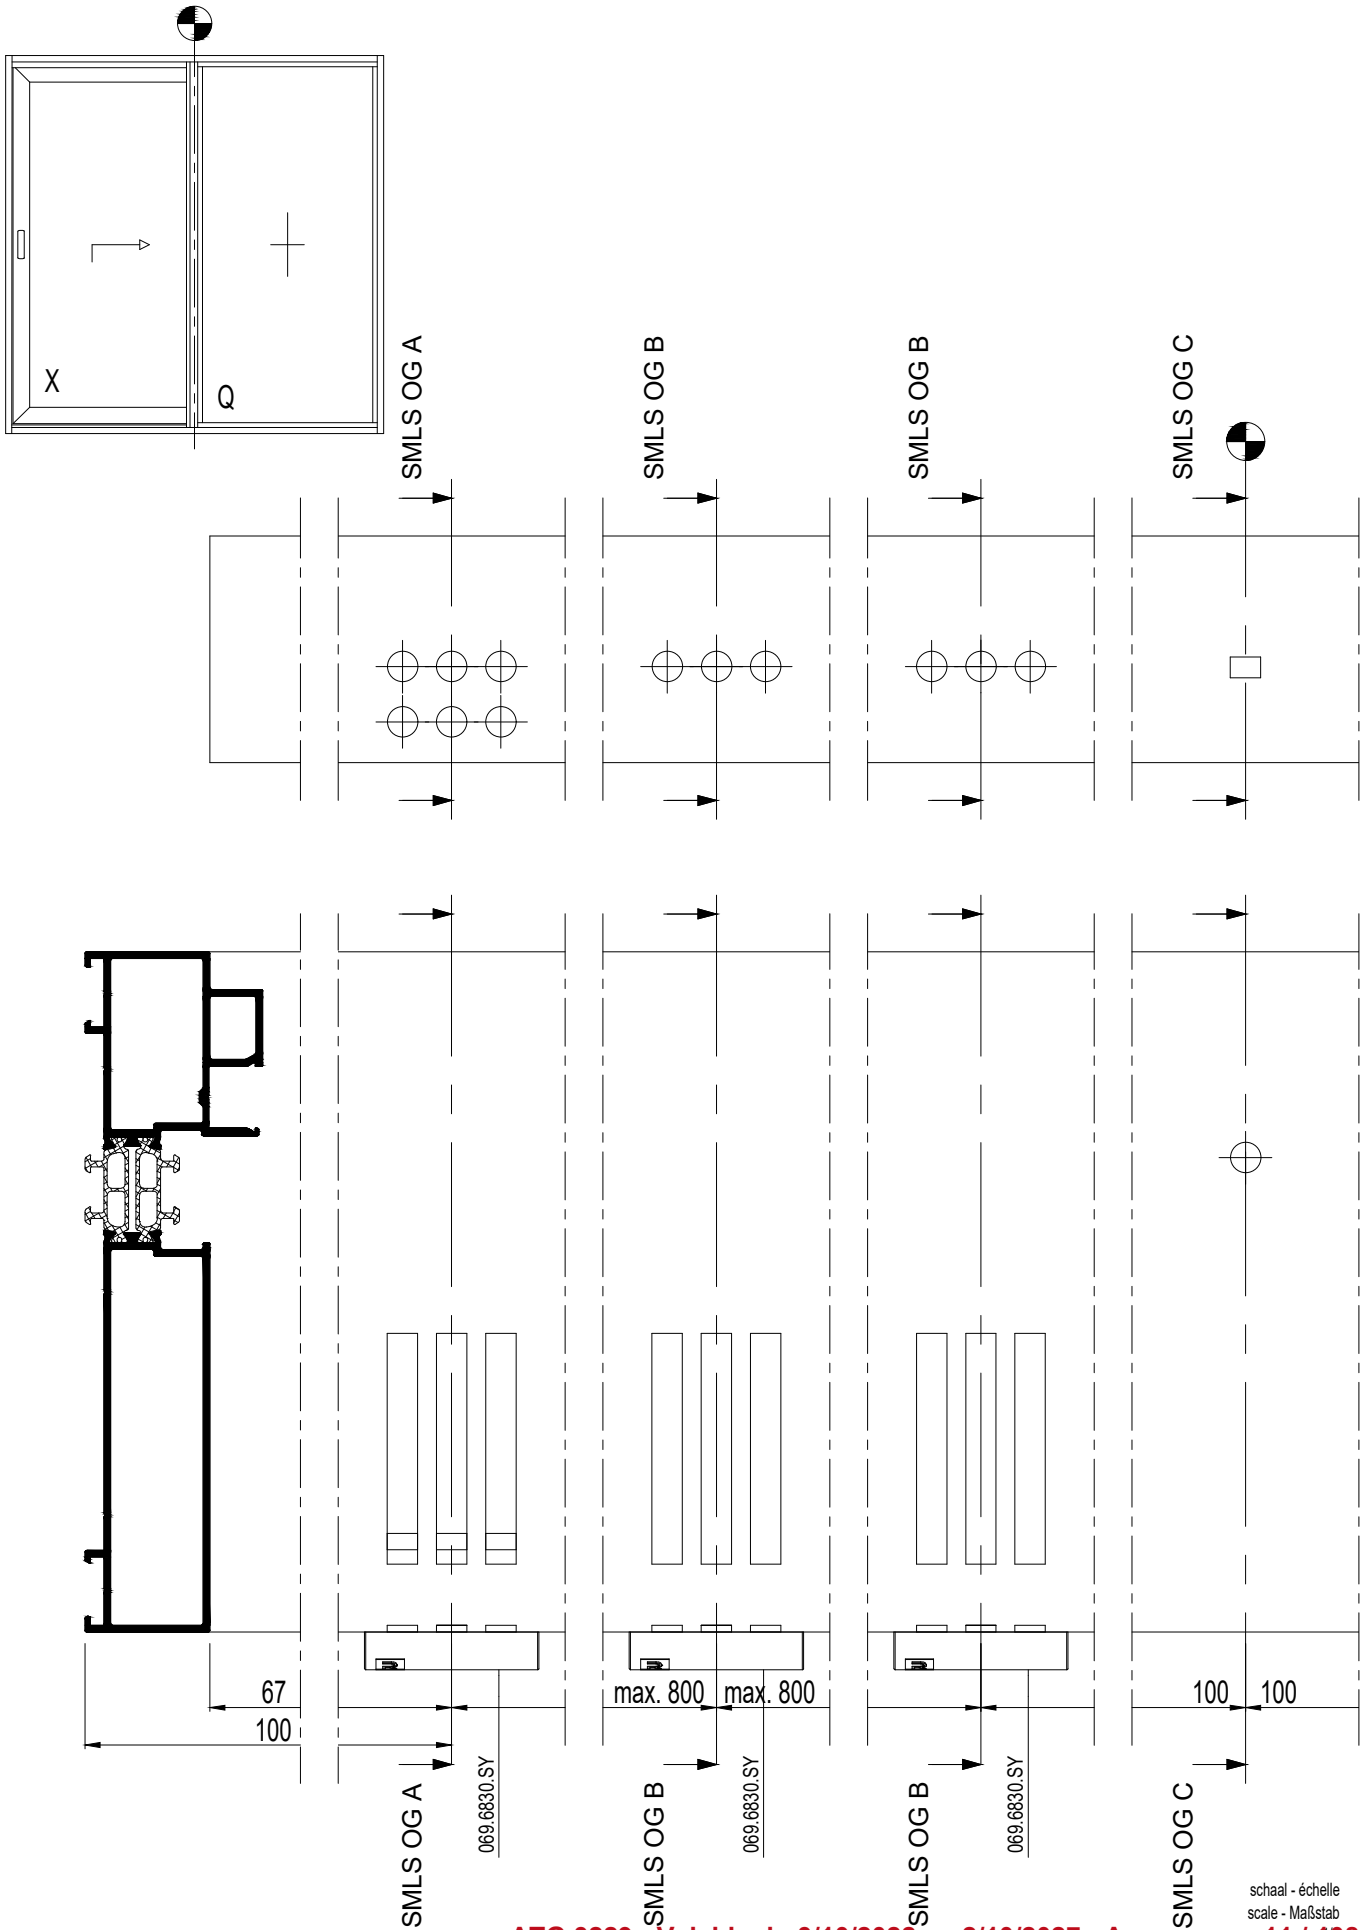 X
Q
SMLS OG A
SMLS OG B
SMLS OG B
SMLS OG C
67
100
max. 800
max. 800
100
100
069.6830.SY
069.6830.SY
069.6830.SY
SMLS OG A
SMLS OG B
SMLS OG B
SMLS OG C
schaal - échelle
scale - Maßstab